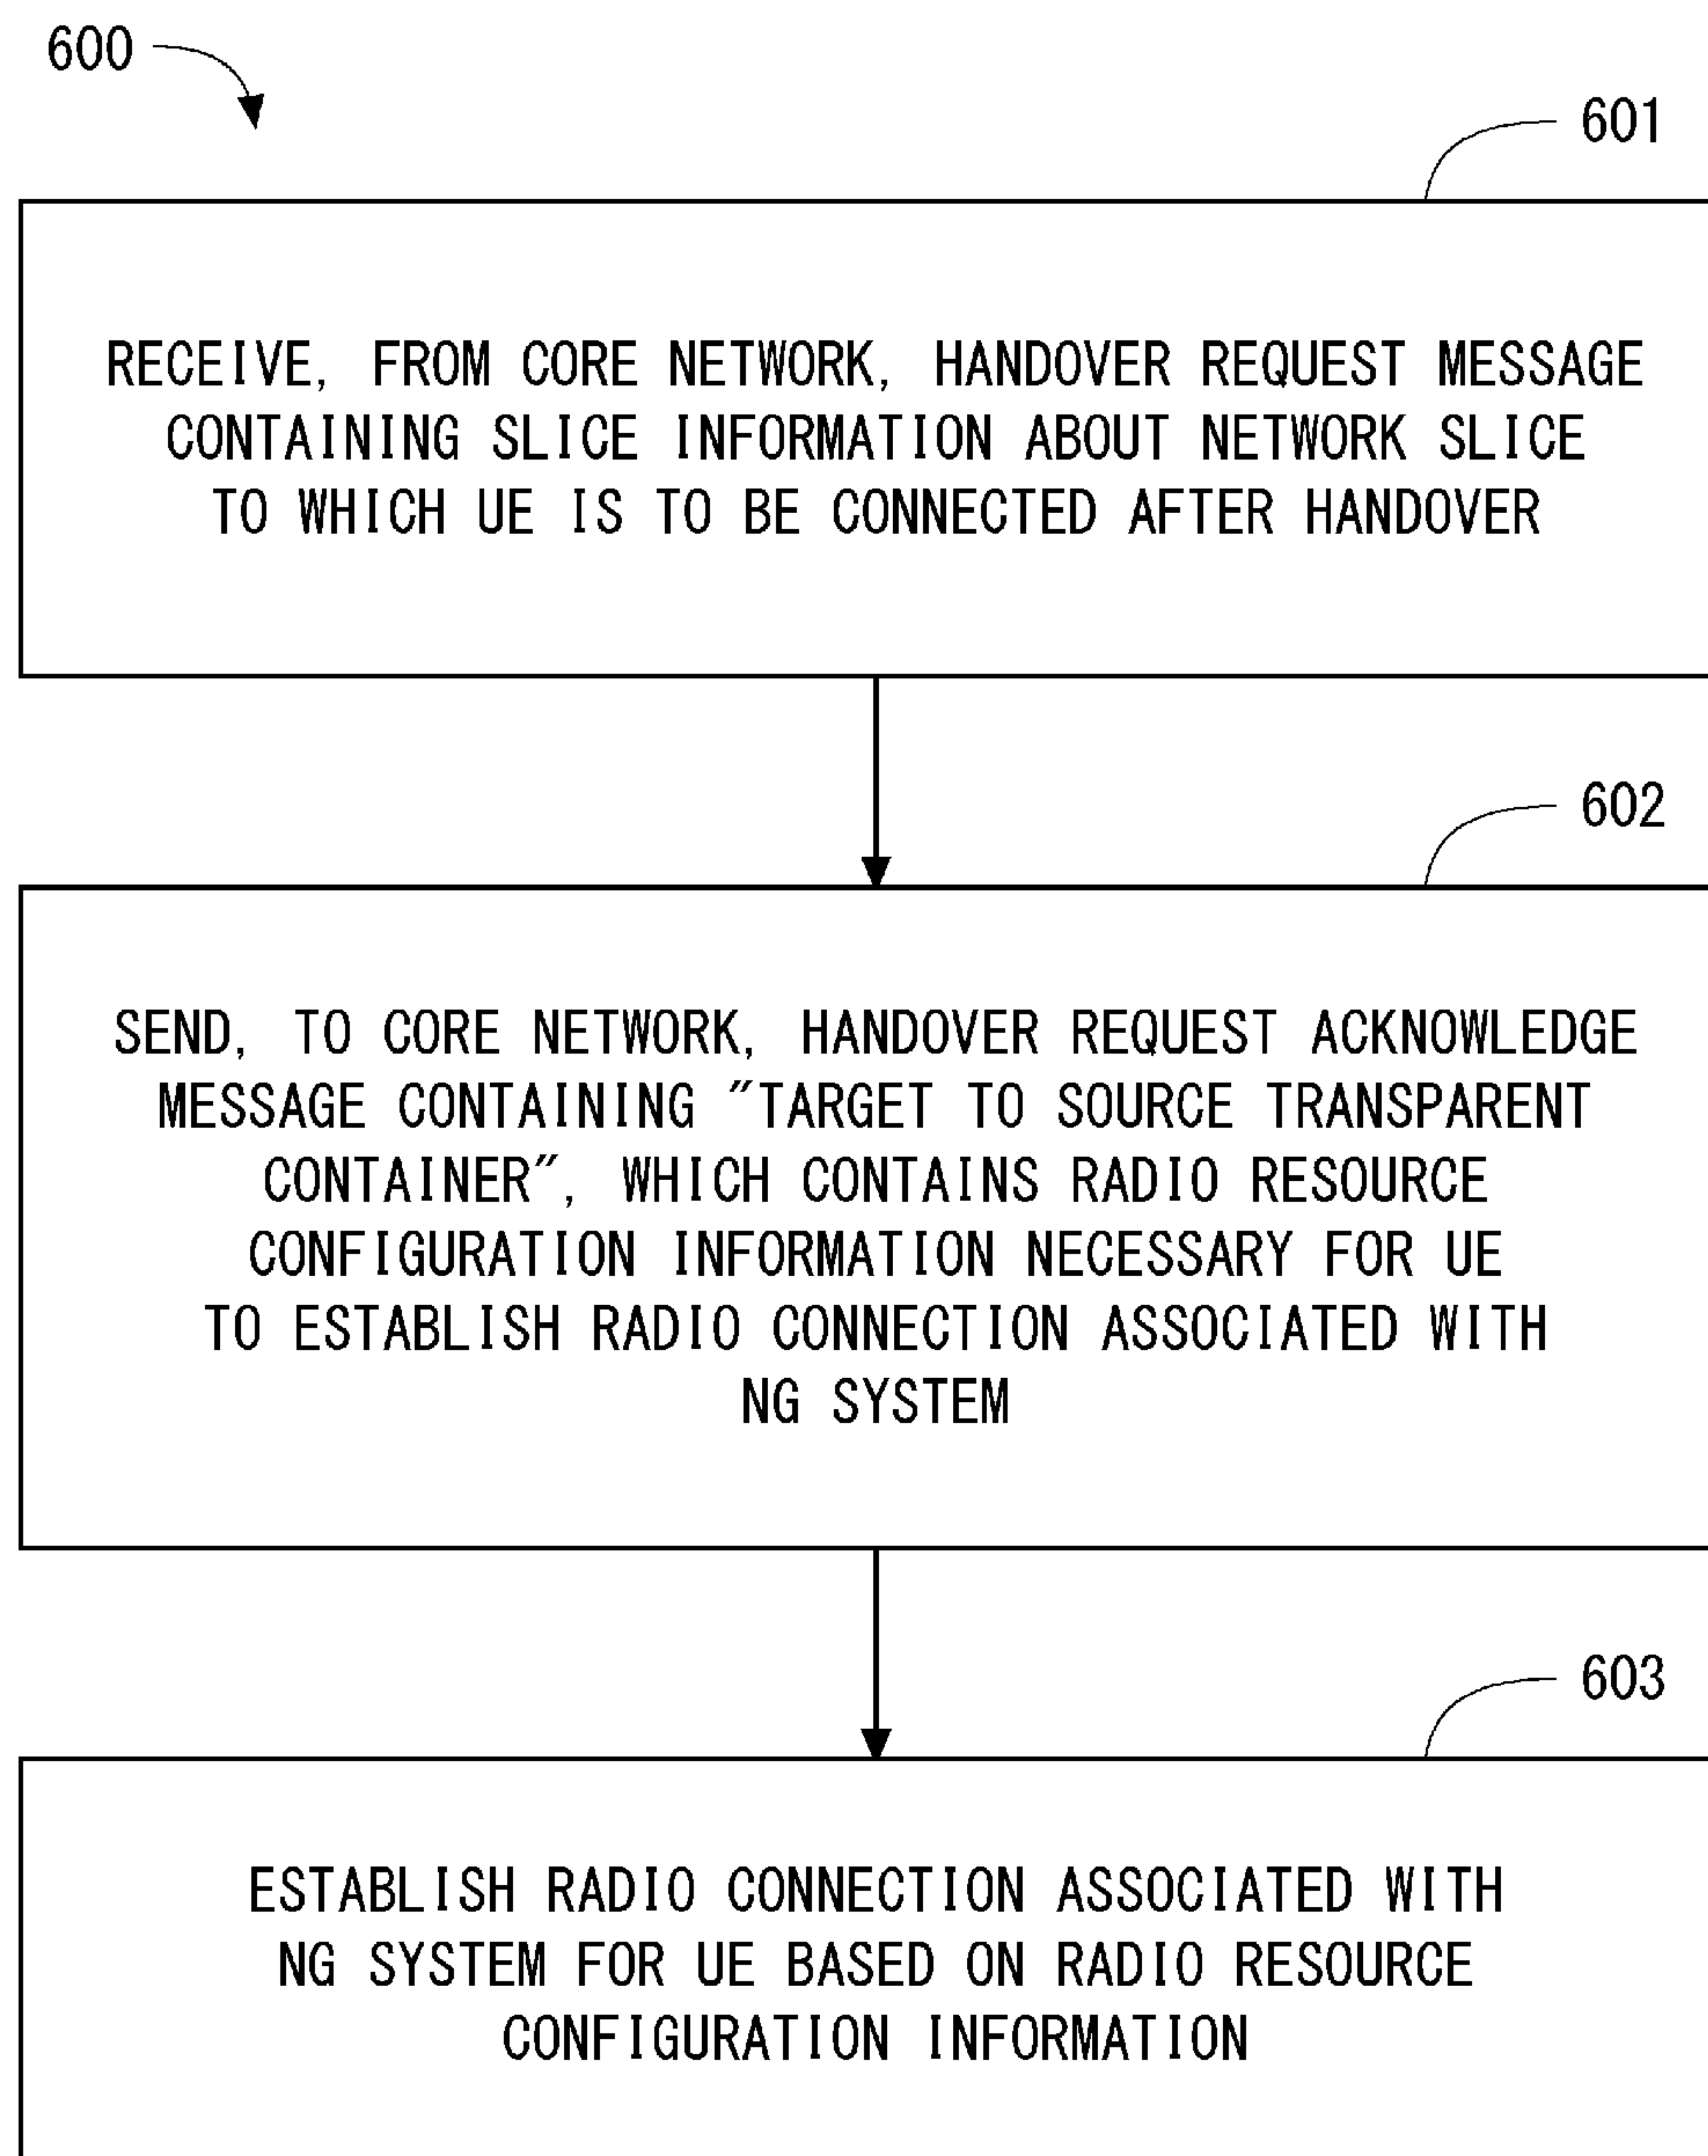 600
601
RECEIVE, FROM CORE NETWORK, HANDOVER REQUEST MESSAGE
CONTAINING SLICE INFORMATION ABOUT NETWORK SLICE
TO WHICH UE IS TO BE CONNECTED AFTER HANDOVER
602
SEND, TO CORE NETWORK, HANDOVER REQUEST ACKNOWLEDGE
MESSAGE CONTAINING "TARGET TO SOURCE TRANSPARENT
CONTAINER", WHICH CONTAINS RADIO RESOURCE
CONFIGURATION INFORMATION NECESSARY FOR UE
TO ESTABLISH RADIO CONNECTION ASSOCIATED WITH
NG SYSTEM
603
ESTABLISH RADIO CONNECTION ASSOCIATED WITH
NG SYSTEM FOR UE BASED ON RADIO RESOURCE
CONFIGURATION INFORMATION